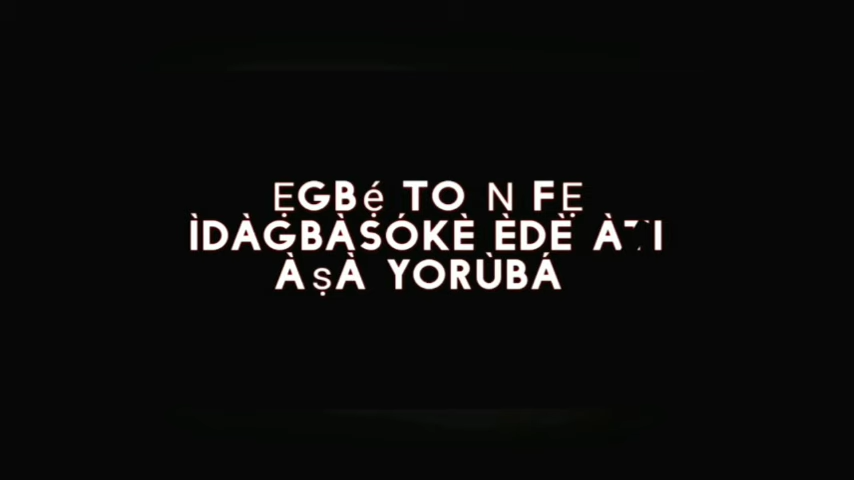 ẸGBẹ́ TO N FẸ
ÌDÀGBÀSÓKÈ ÈDÈ ÀTI
ÀṣÀ YORÙBÁ